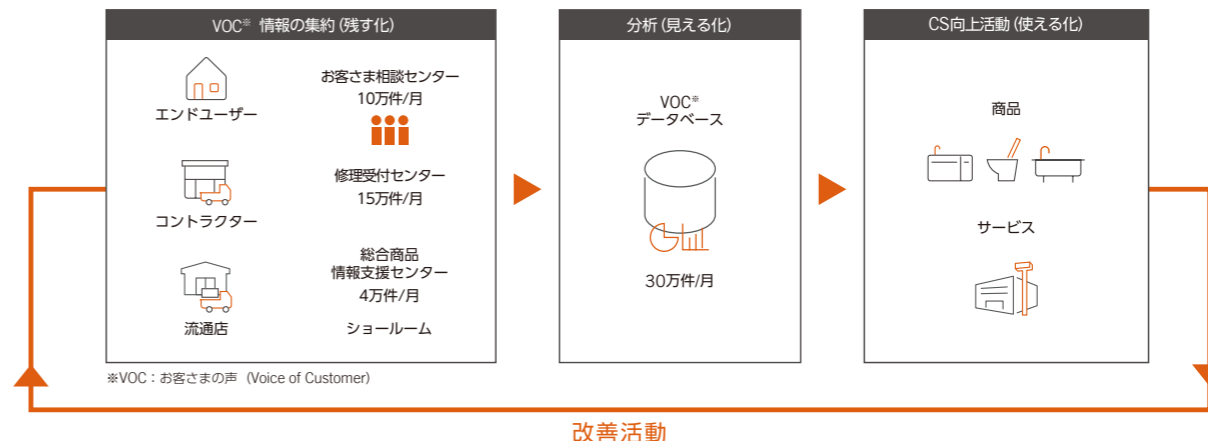 VOC※ 情報の集約(残す化)
エンドユーザー
コントラクター
流通店
お客さま相談センター
10万件/月
修理受付センター
15万件/月
総合商品
情報支援センター
4万件/月
ショールーム
※VOC:お客さまの声(Voice of Customer)
分析(見える化)
VOC※
データベース
30万件/月
CS向上活動(使える化)
商品
サービス
改善活動